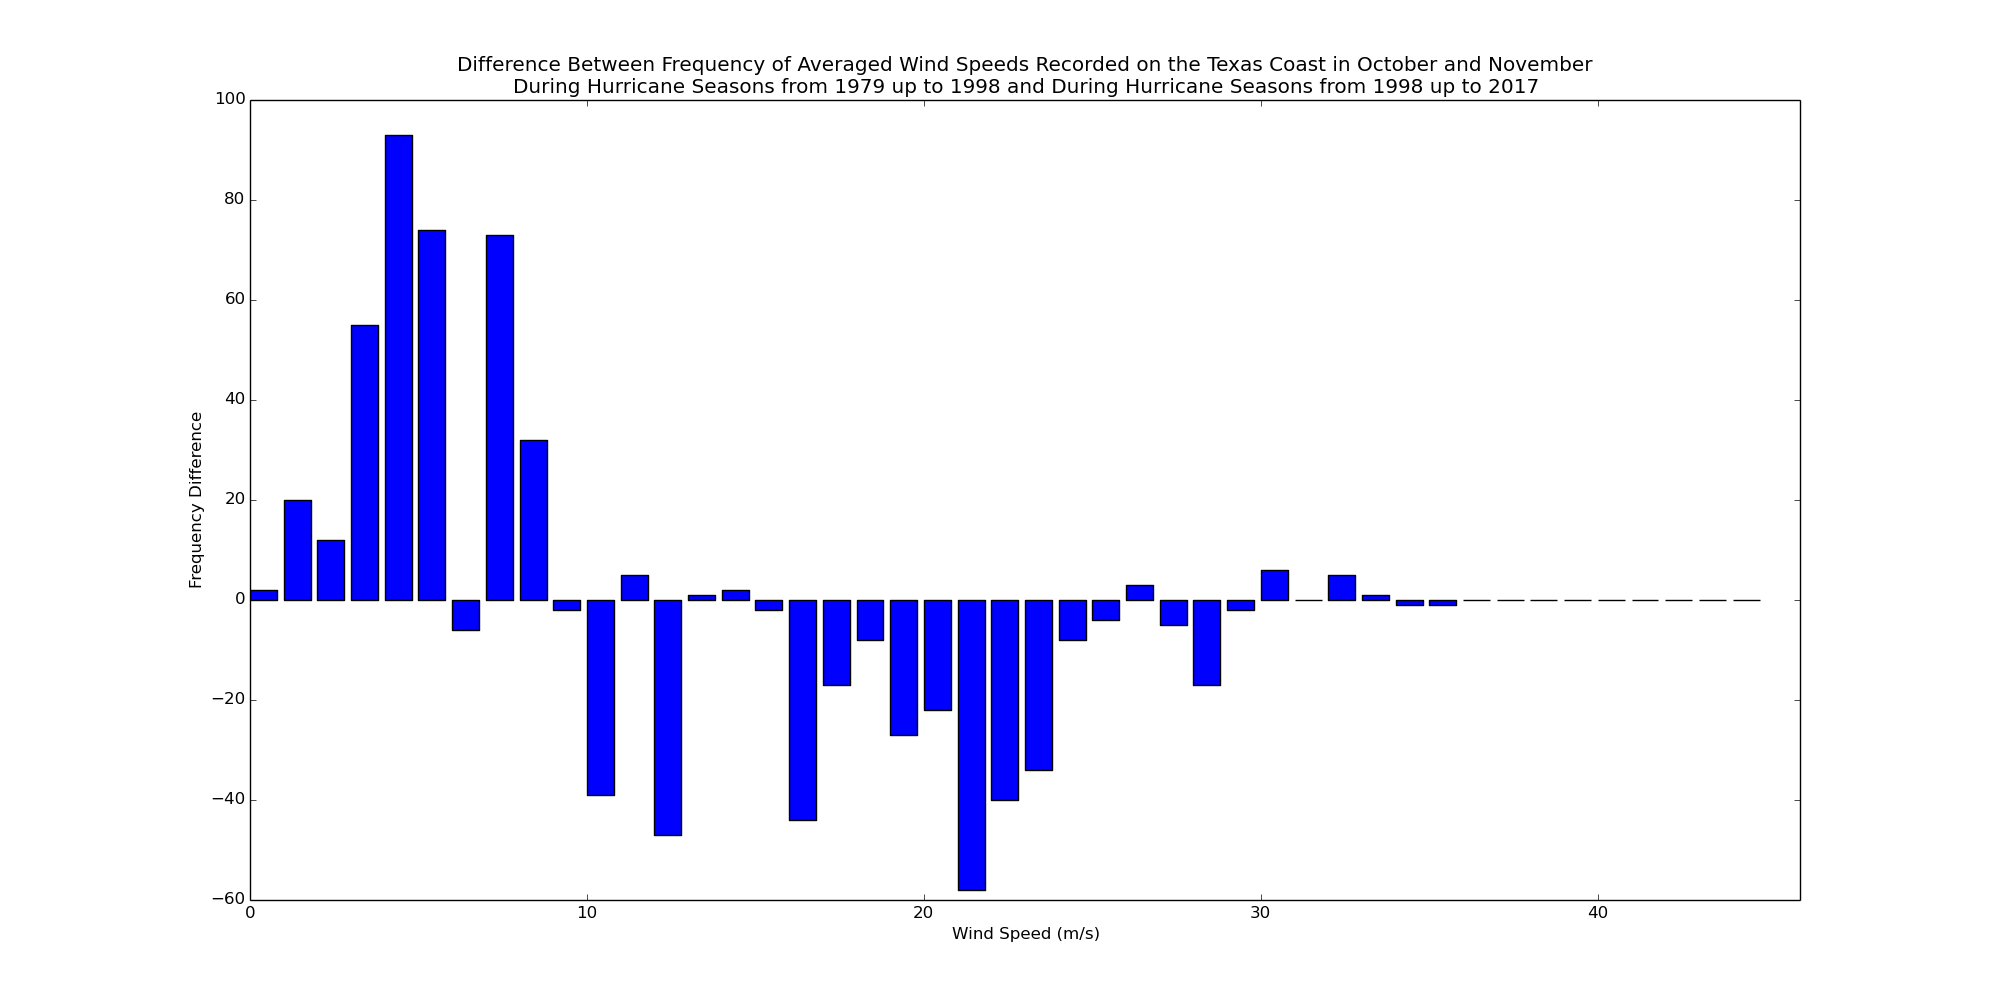 Difference Between Frequency of Averaged Wind Speeds Recorded on the Texas Coast in October and November
During Hurricane Seasons from 1979 up to 1998 and During Hurricane Seasons from 1998 up to 2017
100
80
60
40
20
0
−20
−40
−60
Frequency Difference
0 10 20 30 40
Wind Speed (m/s)